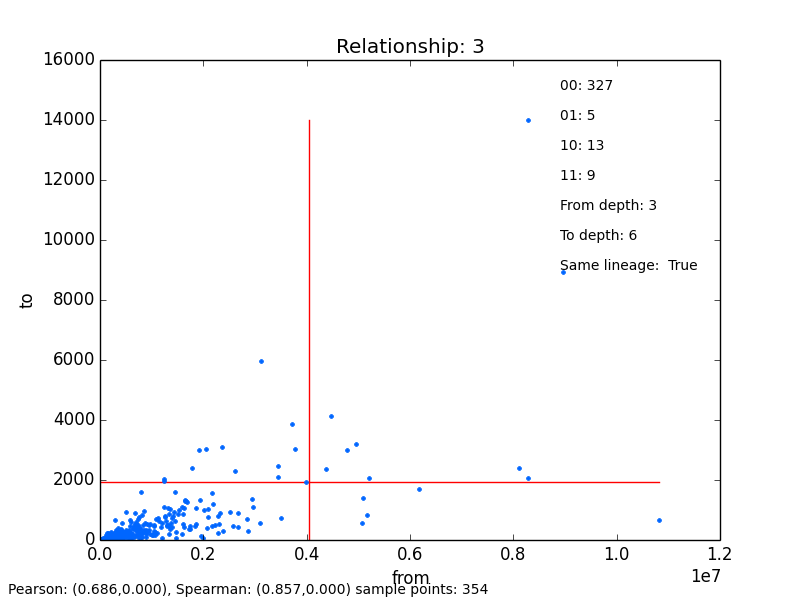 Relationship: 3
16000
14000
12000
10000
8000
6000
4000
2000
0
to
00: 327
01: 5
10: 13
11: 9
From depth: 3
To depth: 6
Same lineage:  True
0.0 0.2 0.4 0.6 0.8 1.0 1.2
1e7
from
Pearson: (0.686,0.000), Spearman: (0.857,0.000) sample points: 354